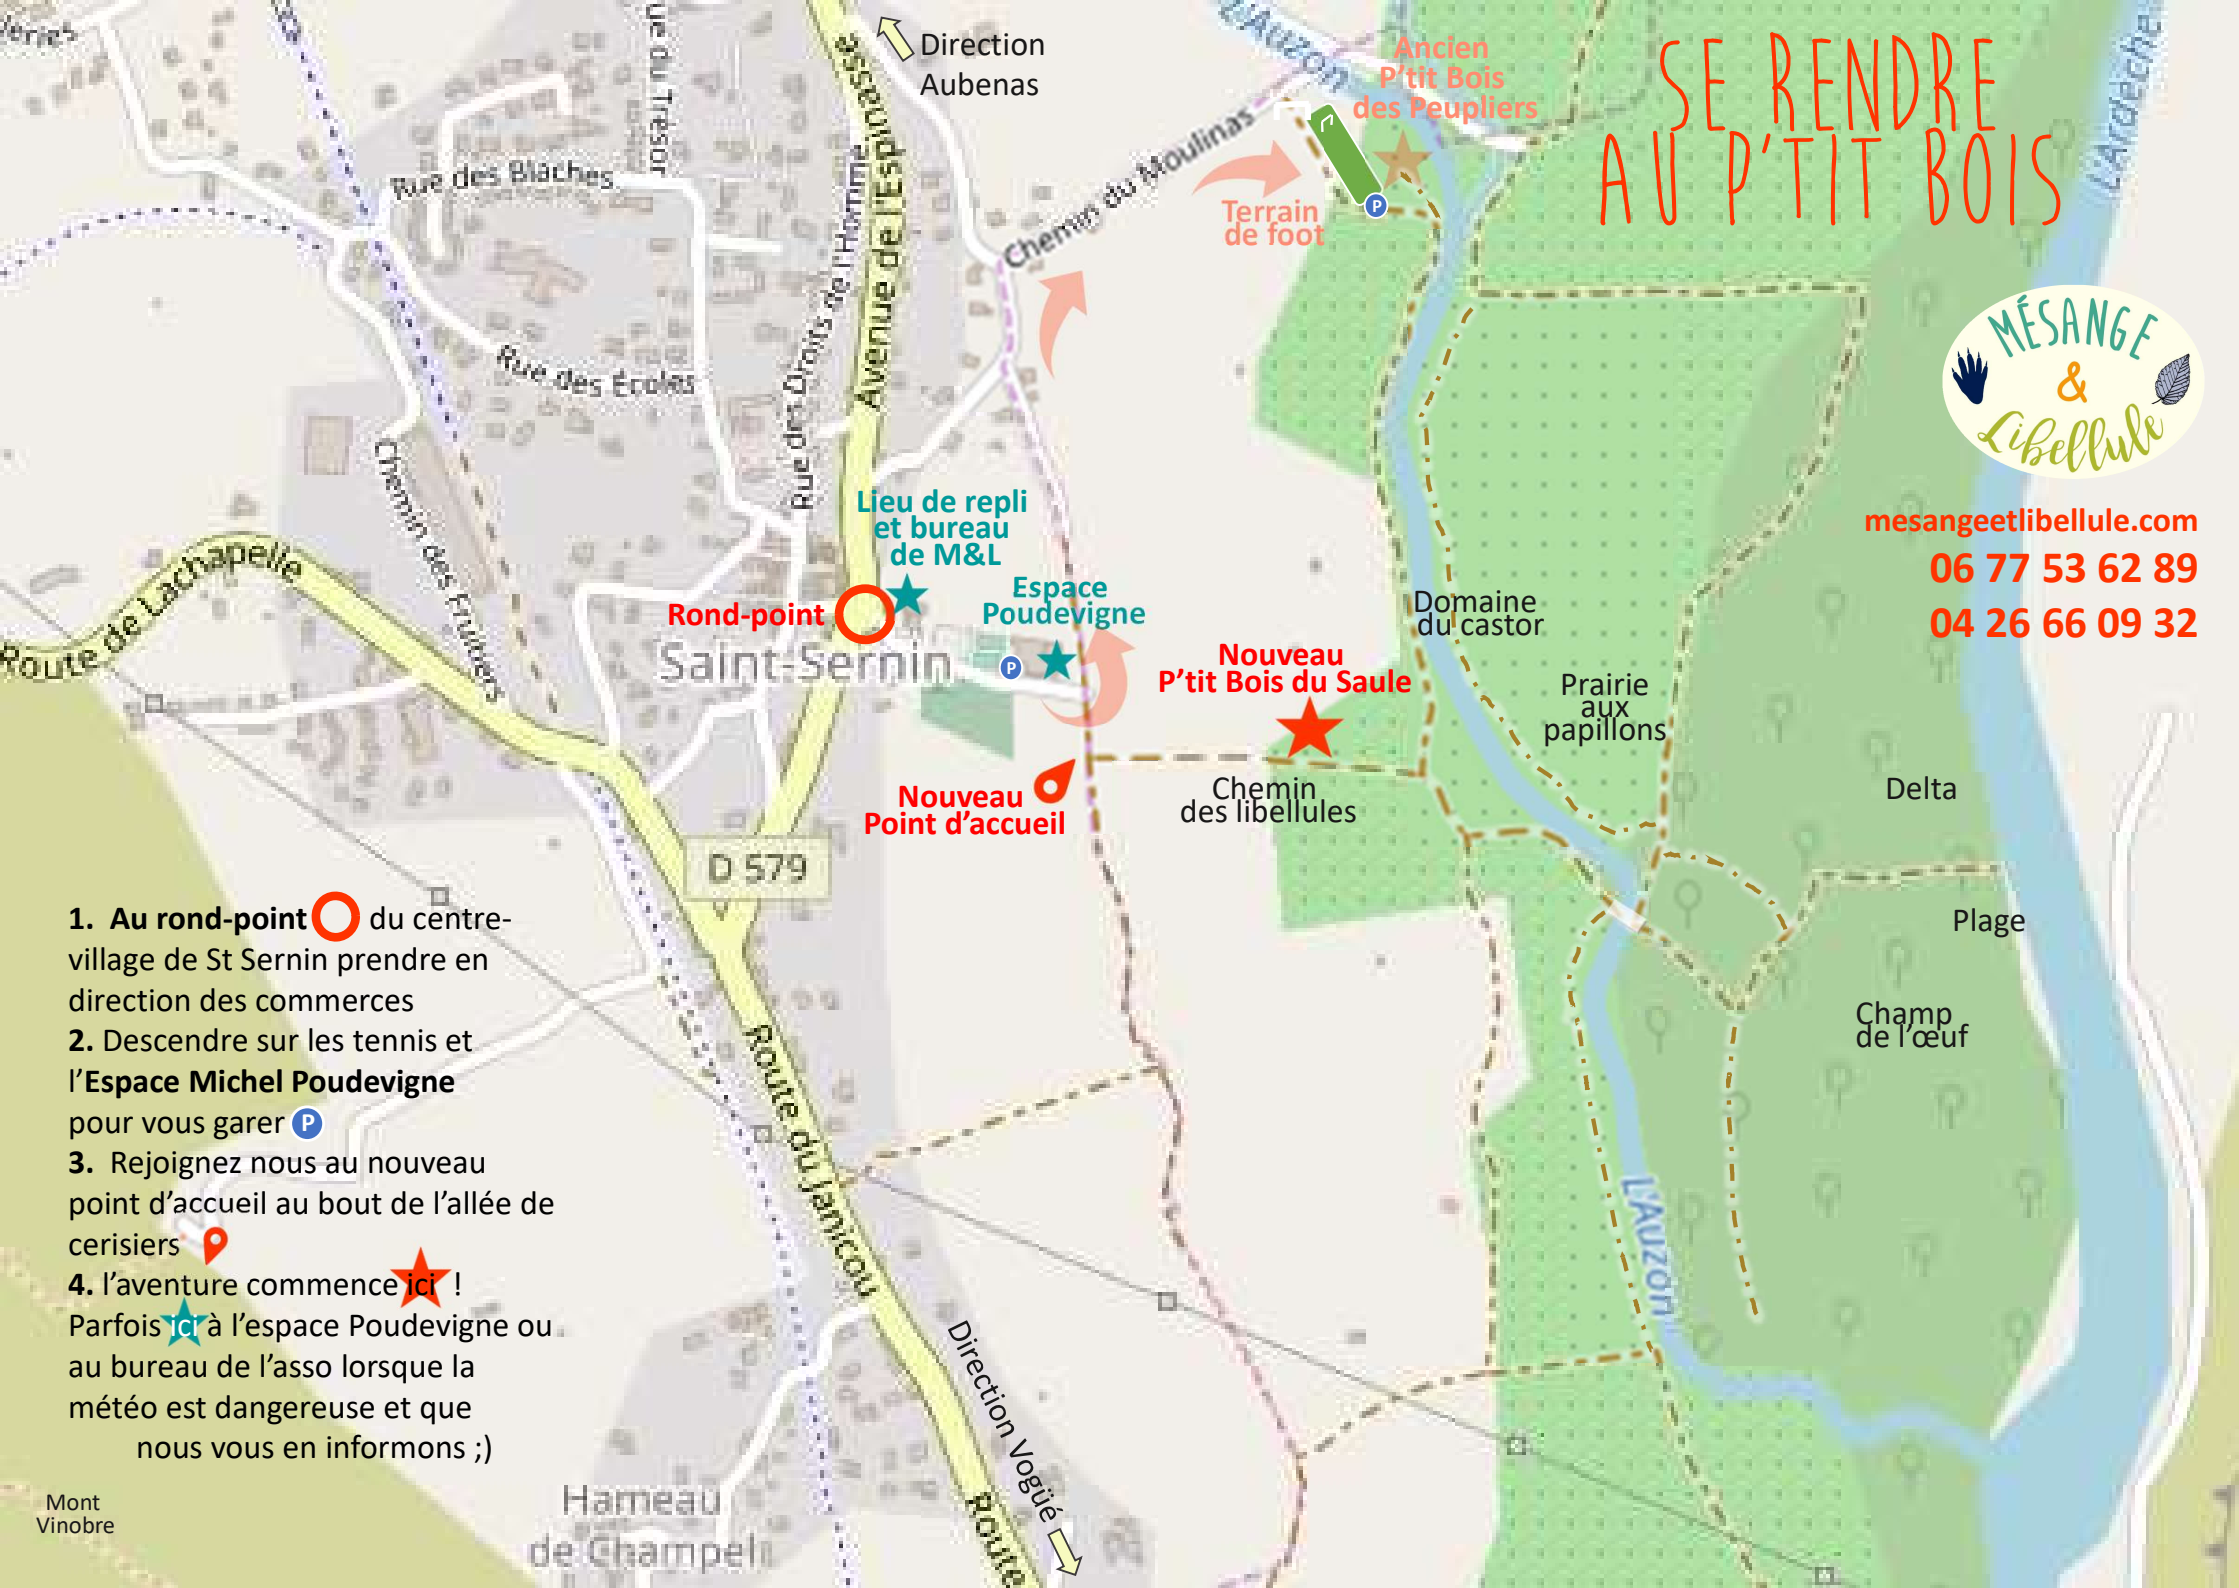 Direction
Aubenas
Ancien
P'tit Bois
des Peupliers
SE RENDRE
AU P'TIT BOIS
L'Auzon
L'Ardèche
Rue des Blaches
Avenue de l'Espinasse
Rue des Droits de l'Homme
Chemin du Moulinas
Terrain
de foot
P
MÉSANGE
&
Libellule
Rue des Écoles
Chemin des Fruitiers
Lieu de repli
et bureau
de M&L
mesangeetlibellule.com
06 77 53 62 89
04 26 66 09 32
Route de Lachapelle
Espace
Poudevigne
Rond-point
Saint-Sernin
P
Domaine
du castor
Nouveau
P'tit Bois du Saule
Prairie
aux
papillons
Nouveau
Point d'accueil
Chemin
des libellules
Delta
D 579
Plage
Champ
de l'œuf
1. Au rond-point du centre-
village de St Sernin prendre en
direction des commerces
2. Descendre sur les tennis et
l'Espace Michel Poudevigne
pour vous garer P
3. Rejoignez nous au nouveau
point d'accueil au bout de l'allée de
cerisiers
4. l'aventure commence ici !
Parfois ici à l'espace Poudevigne ou
au bureau de l'asso lorsque la
météo est dangereuse et que
nous vous en informons ;)
Route du Janicou
L'Auzon
Direction Vogüé
Route
Mont
Vinobre
Hameau
de Champel